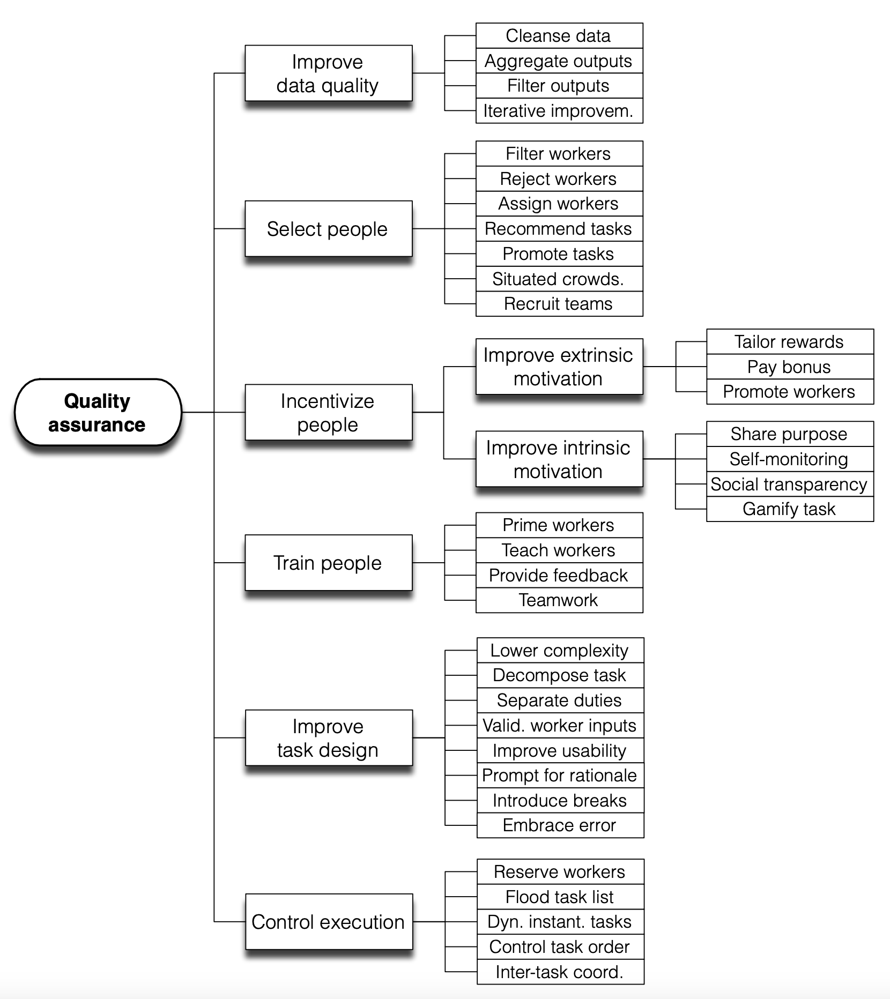 Quality
assurance
Improve
data quality
Cleanse data
Aggregate outputs
Filter outputs
Iterative improvem.
Select people
Filter workers
Reject workers
Assign workers
Recommend tasks
Promote tasks
Situated crowds.
Recruit teams
Incentivize
people
Improve extrinsic
motivation
Tailor rewards
Pay bonus
Promote workers
Improve intrinsic
motivation
Share purpose
Self-monitoring
Social transparency
Gamify task
Train people
Prime workers
Teach workers
Provide feedback
Teamwork
Improve
task design
Lower complexity
Decompose task
Separate duties
Valid. worker inputs
Improve usability
Prompt for rationale
Introduce breaks
Embrace error
Control execution
Reserve workers
Flood task list
Dyn. instant. tasks
Control task order
Inter-task coord.